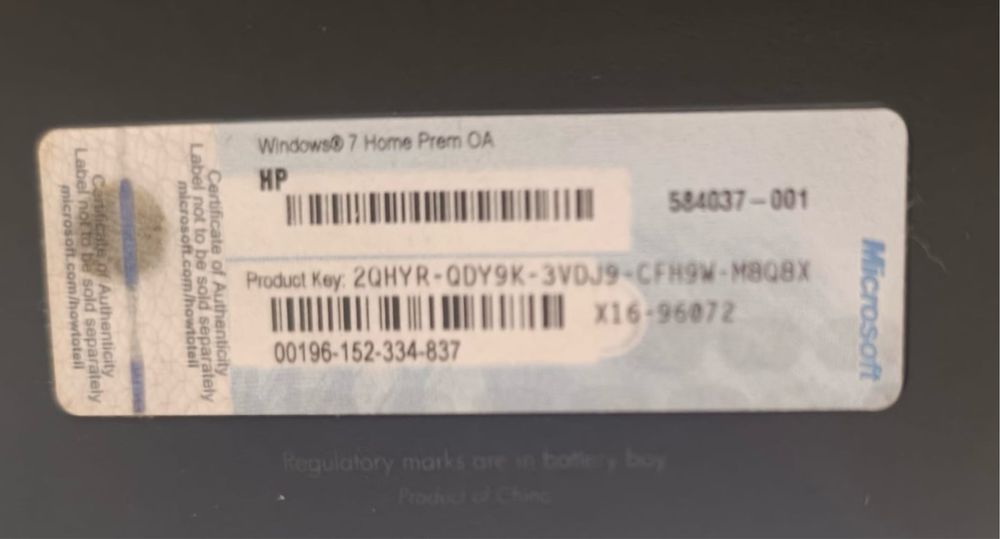 Windows® 7 Home Prem OA
HP
584037-001
Product Key: 2QHYR-QDY9K-3VDJ9-CFH9W-M8Q8X
X16-96072
00196-152-334-837
Certificate of Authenticity
Label not to be sold separately
microsoft.com/howtotell
Certificate of Authenticity
Label not to be sold separately
microsoft.com/howtotell
Microsoft
Regulatory marks are in battery bay
Product of China